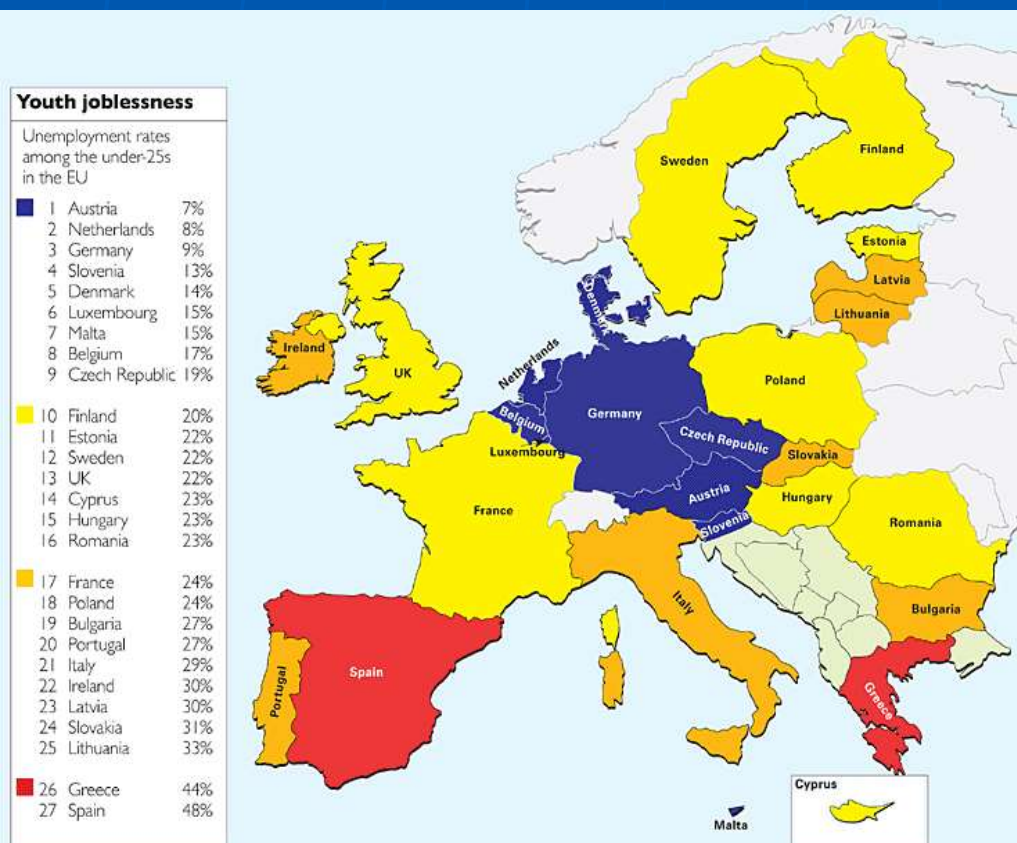 Youth joblessness
Unemployment rates
among the under-25s
in the EU
1 Austria 7%
2 Netherlands 8%
3 Germany 9%
4 Slovenia 13%
5 Denmark 14%
6 Luxembourg 15%
7 Malta 15%
8 Belgium 17%
9 Czech Republic 19%
10 Finland 20%
11 Estonia 22%
12 Sweden 22%
13 UK 22%
14 Cyprus 23%
15 Hungary 23%
16 Romania 23%
17 France 24%
18 Poland 24%
19 Bulgaria 27%
20 Portugal 27%
21 Italy 29%
22 Ireland 30%
23 Latvia 30%
24 Slovakia 31%
25 Lithuania 33%
26 Greece 44%
27 Spain 48%
Sweden
Finland
Estonia
Latvia
Lithuania
Denmark
Ireland
UK
Netherlands
Belgium
Germany
Poland
Luxembourg
Czech Republic
Slovakia
Austria
Hungary
Slovenia
France
Romania
Italy
Bulgaria
Portugal
Spain
Greece
Cyprus
Malta